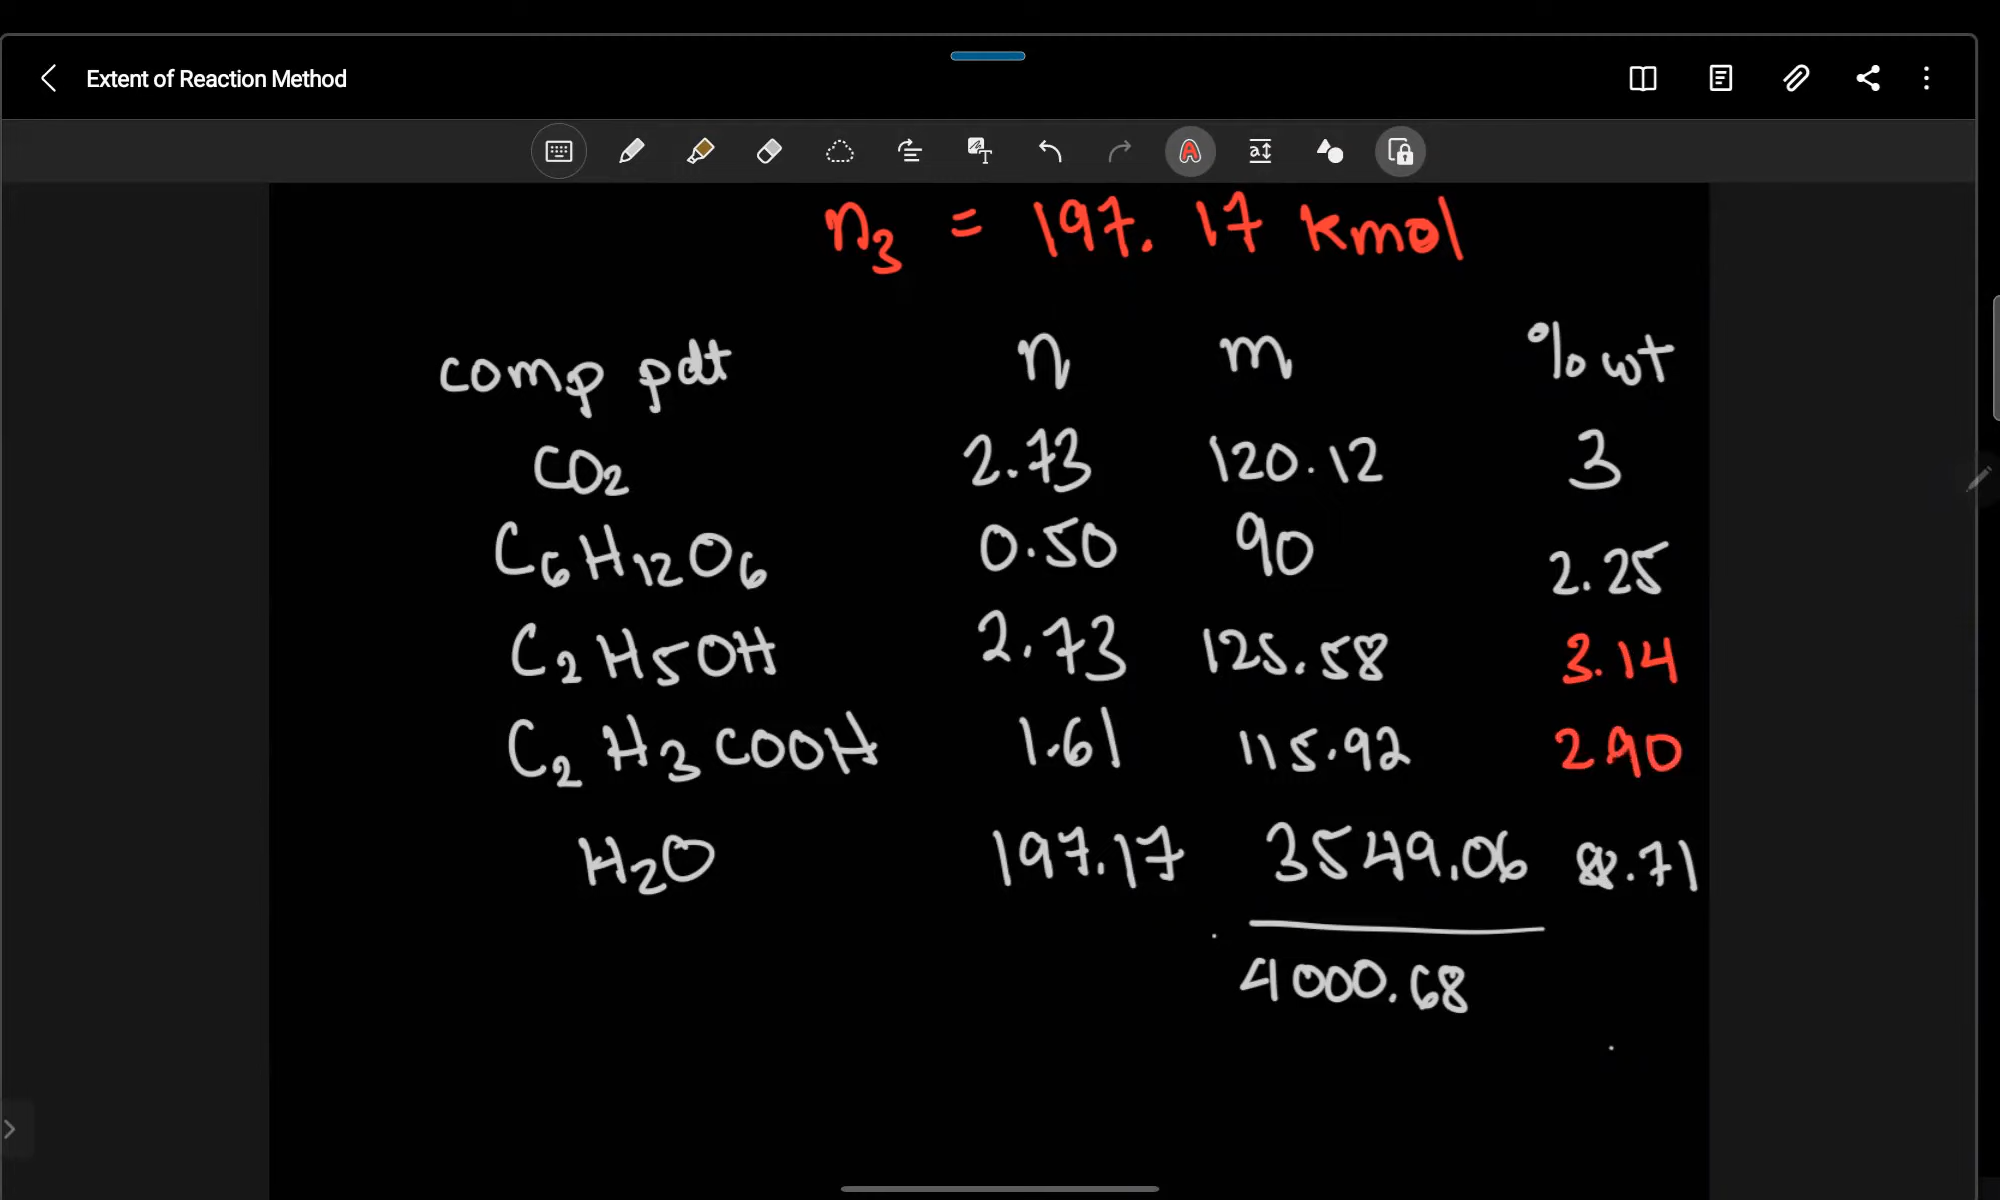 Extent of Reaction Method
n₃ = 197.17 Kmol
comp pdt n m % wt
CO₂ 2.73 120.12 3
C₆H₁₂O₆ 0.50 90 2.25
C₂H₅OH 2.73 125.58 3.14
C₂H₃COOH 1.61 115.92 2.90
H₂O 197.17 3549.06 88.71
4000.68